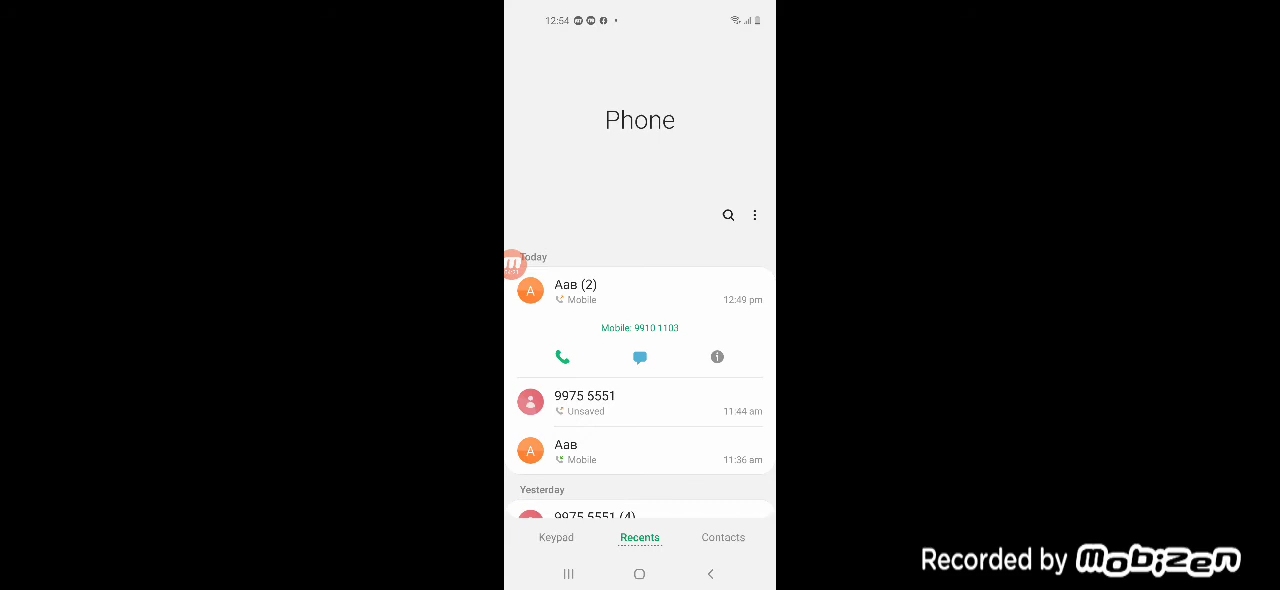 12:54
Phone
Today
Аав (2)
Mobile
12:49 pm
Mobile: 9910 1103
9975 5551
Unsaved
11:44 am
Аав
Mobile
11:36 am
Yesterday
9975 5551 (4)
Keypad
Recents
Contacts
Recorded by mobizen